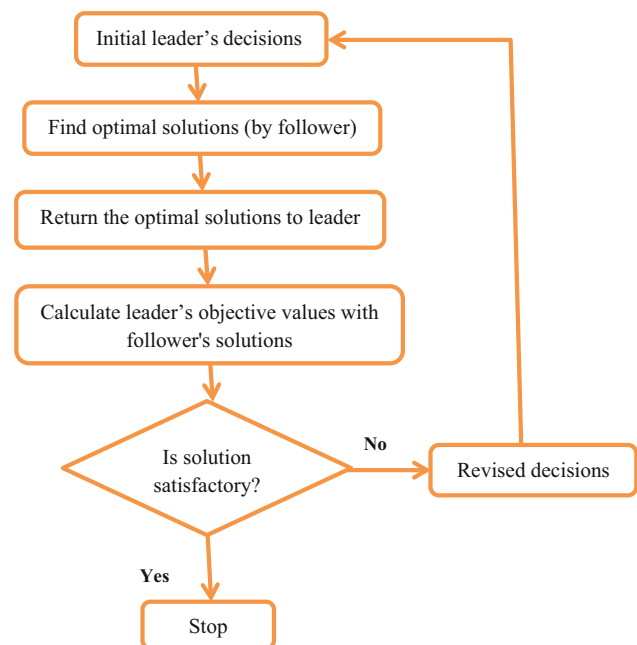 Initial leader’s decisions
Find optimal solutions (by follower)
Return the optimal solutions to leader
Calculate leader’s objective values with
follower's solutions
Is solution
satisfactory?
No
Revised decisions
Yes
Stop